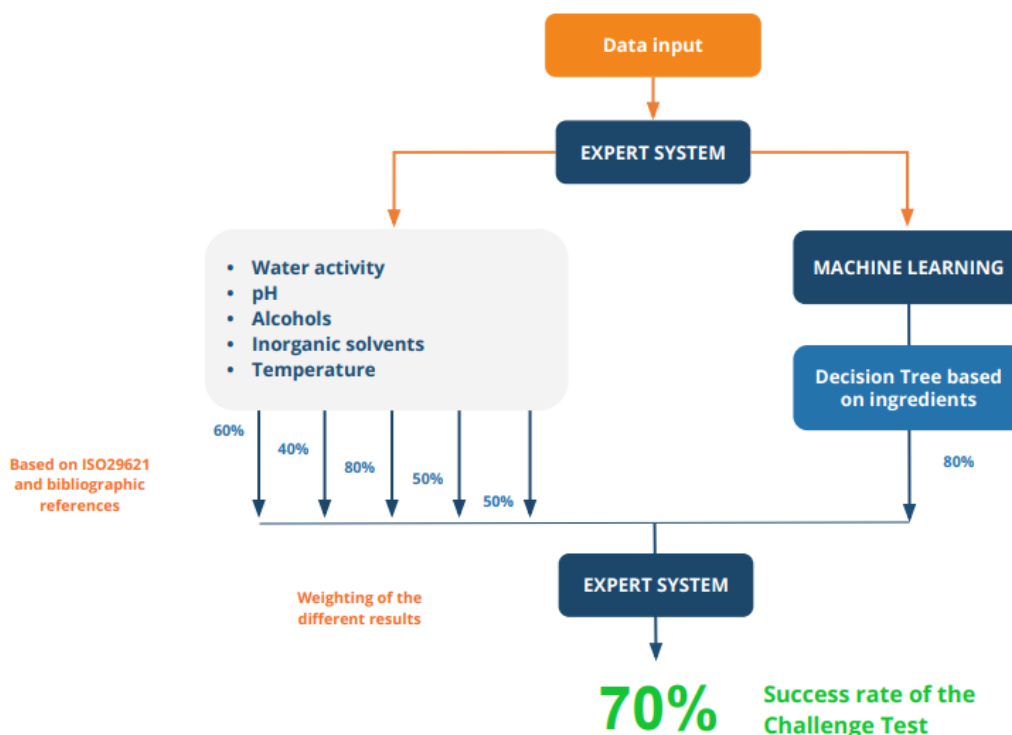 Data input
EXPERT SYSTEM
• Water activity
• pH
• Alcohols
• Inorganic solvents
• Temperature
MACHINE LEARNING
Decision Tree based
on ingredients
60%
40%
80%
50%
50%
80%
Based on ISO29621
and bibliographic
references
EXPERT SYSTEM
Weighting of the
different results
70%
Success rate of the
Challenge Test